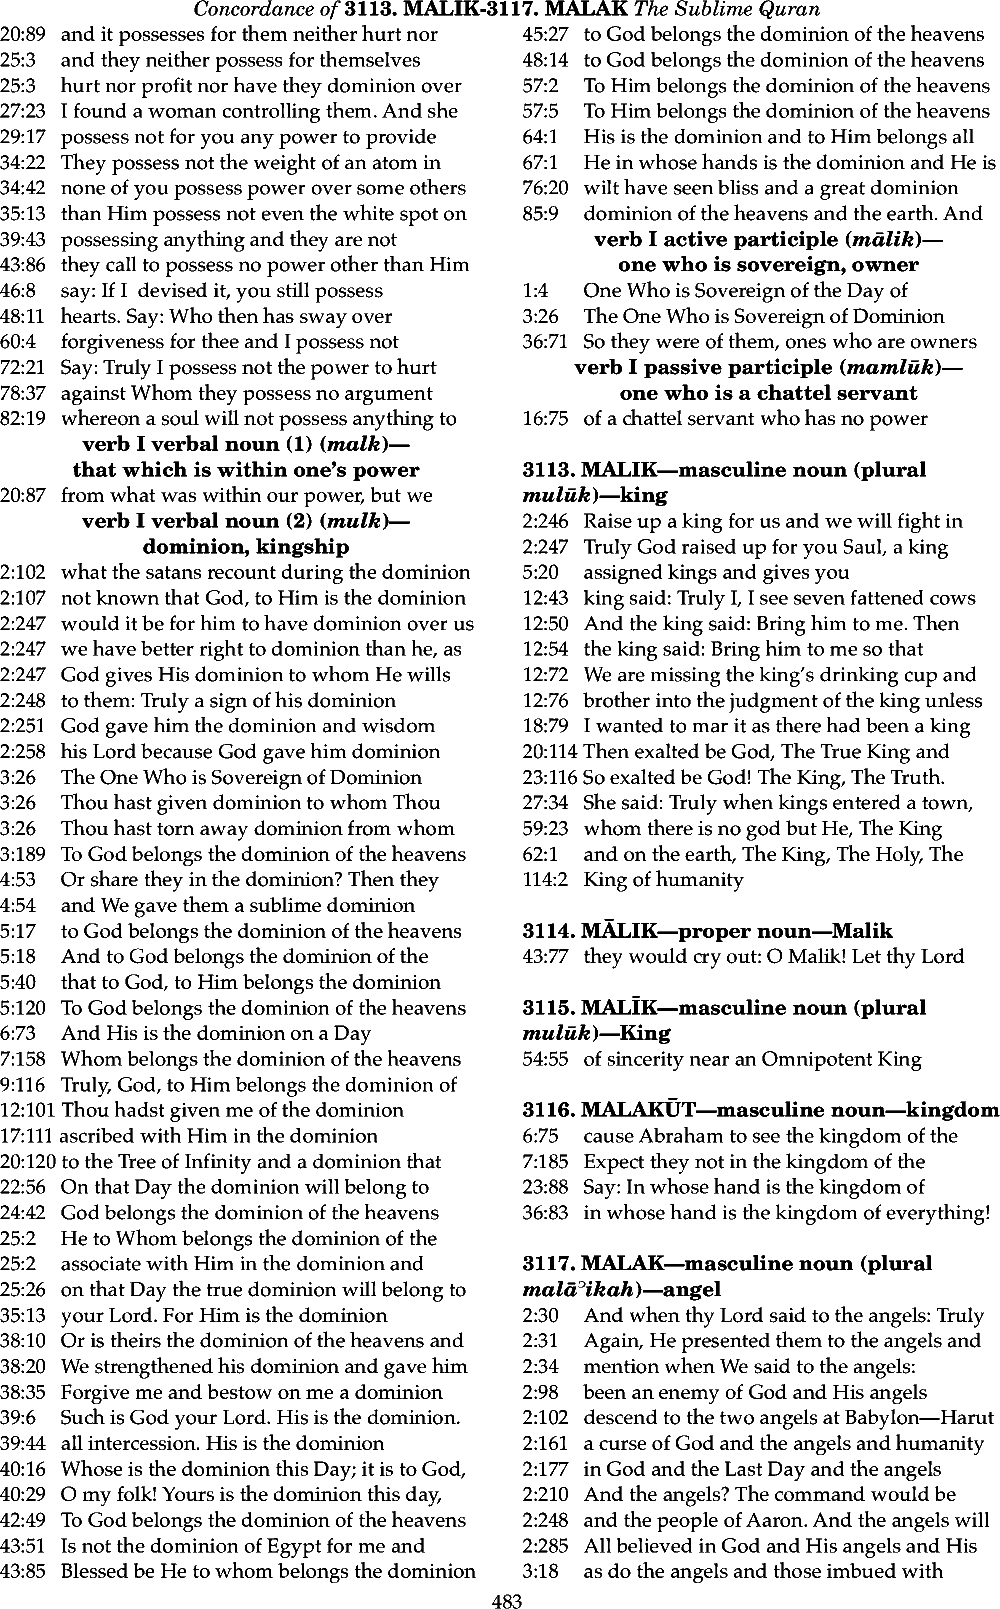 Concordance of 3113. MALIK-3117. MALAK The Sublime Quran
20:89 and it possesses for them neither hurt nor
25:3 and they neither possess for themselves
25:3 hurt nor profit nor have they dominion over
27:23 I found a woman controlling them. And she
29:17 possess not for you any power to provide
34:22 They possess not the weight of an atom in
34:42 none of you possess power over some others
35:13 than Him possess not even the white spot on
39:43 possessing anything and they are not
43:86 they call to possess no power other than Him
46:8 say: If I devised it, you still possess
48:11 hearts. Say: Who then has sway over
60:4 forgiveness for thee and I possess not
72:21 Say: Truly I possess not the power to hurt
78:37 against Whom they possess no argument
82:19 whereon a soul will not possess anything to
verb I verbal noun (1) (malk)—
that which is within one's power
20:87 from what was within our power, but we
verb I verbal noun (2) (mulk)—
dominion, kingship
2:102 what the satans recount during the dominion
2:107 not known that God, to Him is the dominion
2:247 would it be for him to have dominion over us
2:247 we have better right to dominion than he, as
2:247 God gives His dominion to whom He wills
2:248 to them: Truly a sign of his dominion
2:251 God gave him the dominion and wisdom
2:258 his Lord because God gave him dominion
3:26 The One Who is Sovereign of Dominion
3:26 Thou hast given dominion to whom Thou
3:26 Thou hast torn away dominion from whom
3:189 To God belongs the dominion of the heavens
4:53 Or share they in the dominion? Then they
4:54 and We gave them a sublime dominion
5:17 to God belongs the dominion of the heavens
5:18 And to God belongs the dominion of the
5:40 that to God, to Him belongs the dominion
5:120 To God belongs the dominion of the heavens
6:73 And His is the dominion on a Day
7:158 Whom belongs the dominion of the heavens
9:116 Truly, God, to Him belongs the dominion of
12:101 Thou hadst given me of the dominion
17:111 ascribed with Him in the dominion
20:120 to the Tree of Infinity and a dominion that
22:56 On that Day the dominion will belong to
24:42 God belongs the dominion of the heavens
25:2 He to Whom belongs the dominion of the
25:2 associate with Him in the dominion and
25:26 on that Day the true dominion will belong to
35:13 your Lord. For Him is the dominion
38:10 Or is theirs the dominion of the heavens and
38:20 We strengthened his dominion and gave him
38:35 Forgive me and bestow on me a dominion
39:6 Such is God your Lord. His is the dominion.
39:44 all intercession. His is the dominion
40:16 Whose is the dominion this Day; it is to God,
40:29 O my folk! Yours is the dominion this day,
42:49 To God belongs the dominion of the heavens
43:51 Is not the dominion of Egypt for me and
43:85 Blessed be He to whom belongs the dominion
45:27 to God belongs the dominion of the heavens
48:14 to God belongs the dominion of the heavens
57:2 To Him belongs the dominion of the heavens
57:5 To Him belongs the dominion of the heavens
64:1 His is the dominion and to Him belongs all
67:1 He in whose hands is the dominion and He is
76:20 wilt have seen bliss and a great dominion
85:9 dominion of the heavens and the earth. And
verb I active participle (mālik)—
one who is sovereign, owner
1:4 One Who is Sovereign of the Day of
3:26 The One Who is Sovereign of Dominion
36:71 So they were of them, ones who are owners
verb I passive participle (mamlūk)—
one who is a chattel servant
16:75 of a chattel servant who has no power
3113. MALIK—masculine noun (plural
mulūk)—king
2:246 Raise up a king for us and we will fight in
2:247 Truly God raised up for you Saul, a king
5:20 assigned kings and gives you
12:43 king said: Truly I, I see seven fattened cows
12:50 And the king said: Bring him to me. Then
12:54 the king said: Bring him to me so that
12:72 We are missing the king's drinking cup and
12:76 brother into the judgment of the king unless
18:79 I wanted to mar it as there had been a king
20:114 Then exalted be God, The True King and
23:116 So exalted be God! The King, The Truth.
27:34 She said: Truly when kings entered a town,
59:23 whom there is no god but He, The King
62:1 and on the earth, The King, The Holy, The
114:2 King of humanity
3114. MĀLIK—proper noun—Malik
43:77 they would cry out: O Malik! Let thy Lord
3115. MALĪK—masculine noun (plural
mulūk)—King
54:55 of sincerity near an Omnipotent King
3116. MALAKŪT—masculine noun—kingdom
6:75 cause Abraham to see the kingdom of the
7:185 Expect they not in the kingdom of the
23:88 Say: In whose hand is the kingdom of
36:83 in whose hand is the kingdom of everything!
3117. MALAK—masculine noun (plural
malāʾikah)—angel
2:30 And when thy Lord said to the angels: Truly
2:31 Again, He presented them to the angels and
2:34 mention when We said to the angels:
2:98 been an enemy of God and His angels
2:102 descend to the two angels at Babylon—Harut
2:161 a curse of God and the angels and humanity
2:177 in God and the Last Day and the angels
2:210 And the angels? The command would be
2:248 and the people of Aaron. And the angels will
2:285 All believed in God and His angels and His
3:18 as do the angels and those imbued with
483